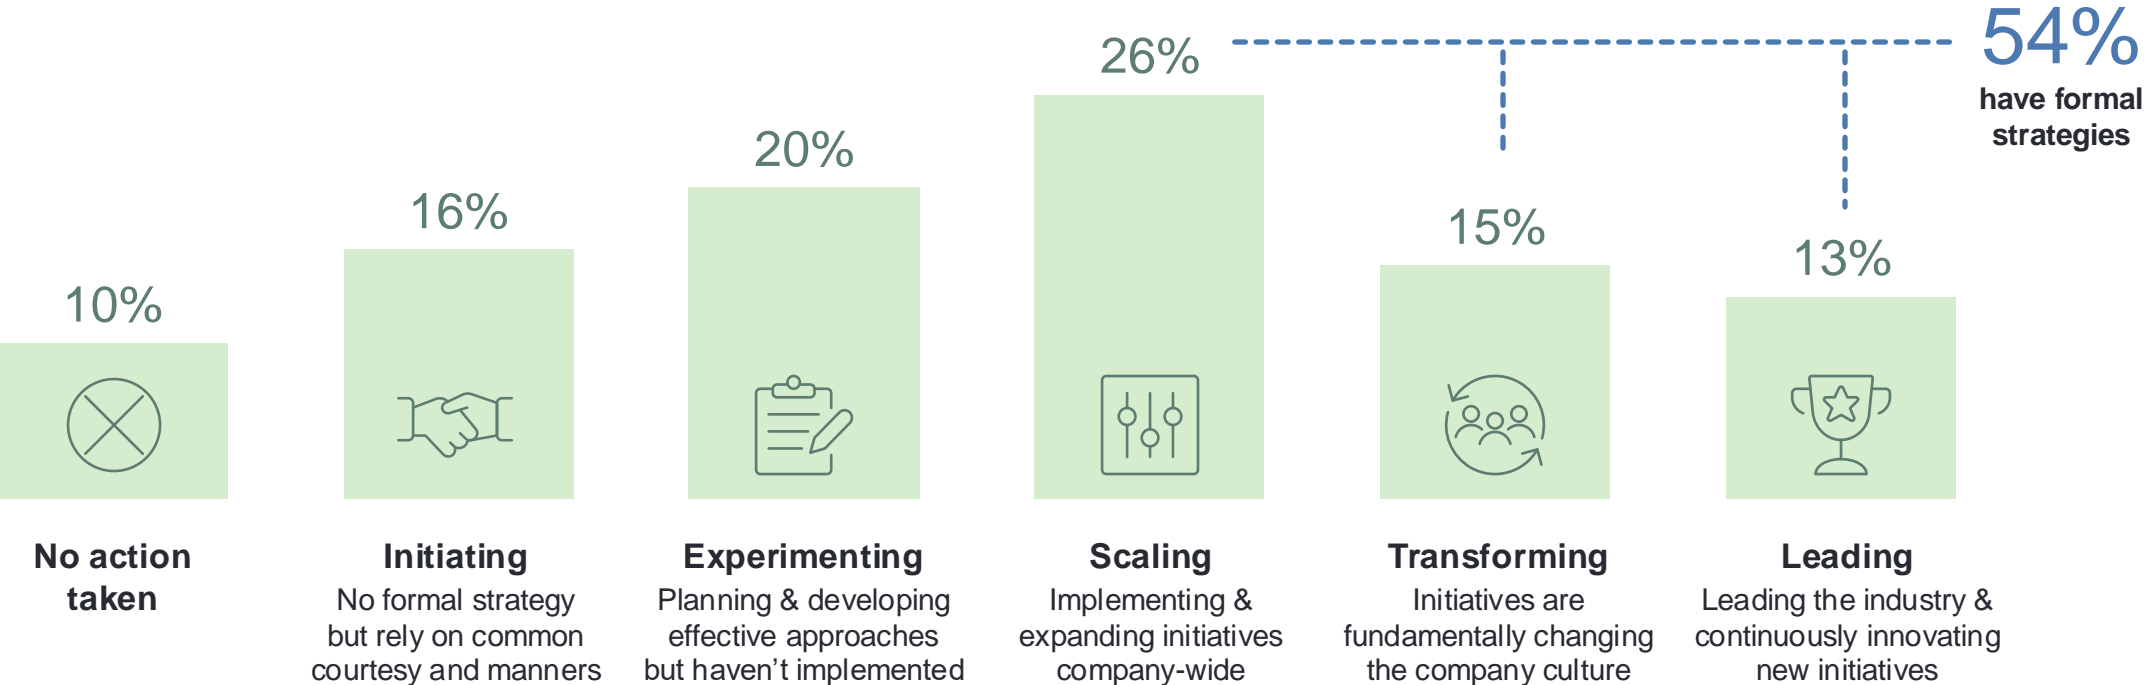 54%
have formal
strategies
10%
16%
20%
26%
15%
13%
No action
taken
Initiating
No formal strategy
but rely on common
courtesy and manners
Experimenting
Planning & developing
effective approaches
but haven’t implemented
Scaling
Implementing &
expanding initiatives
company-wide
Transforming
Initiatives are
fundamentally changing
the company culture
Leading
Leading the industry &
continuously innovating
new initiatives